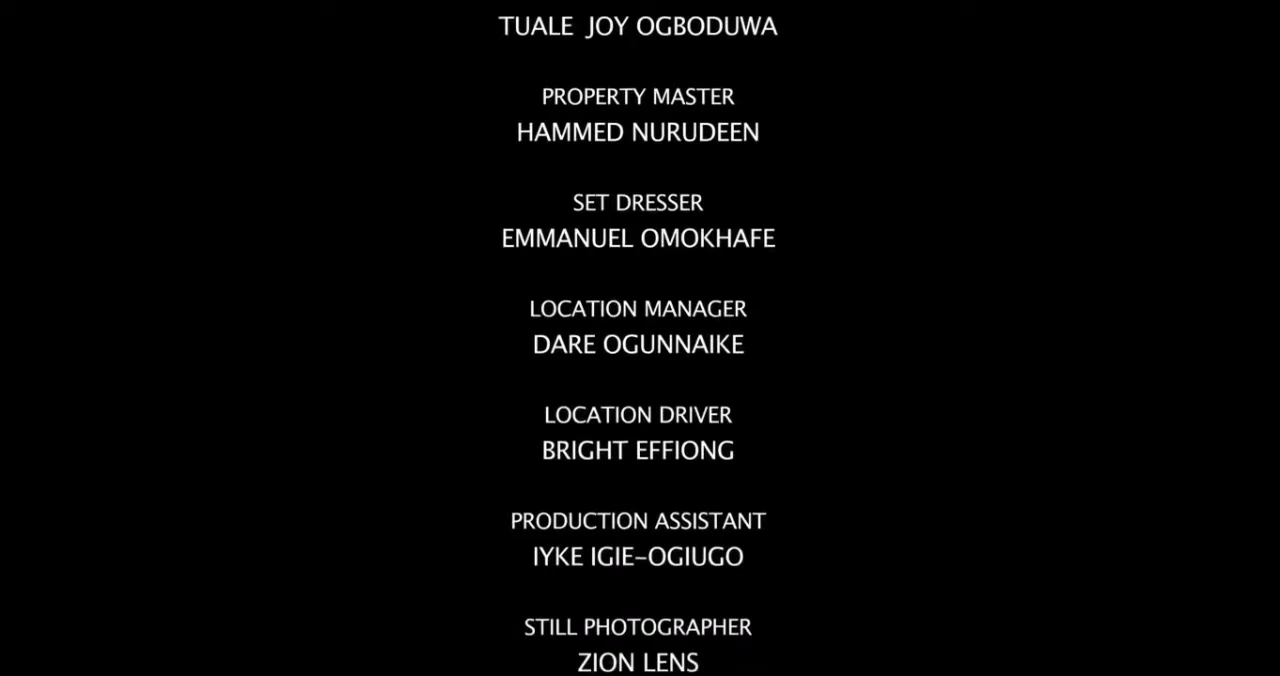 TUALE JOY OGBODUWA
PROPERTY MASTER
HAMMED NURUDEEN
SET DRESSER
EMMANUEL OMOKHAFE
LOCATION MANAGER
DARE OGUNNAIKE
LOCATION DRIVER
BRIGHT EFFIONG
PRODUCTION ASSISTANT
IYKE IGIE-OGIUGO
STILL PHOTOGRAPHER
ZION LENS